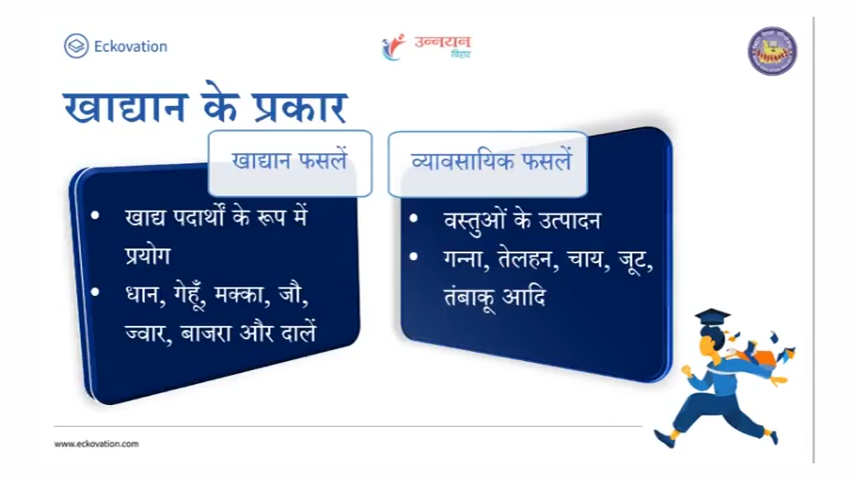 Eckovation
उन्नयन
बिहार
खाद्यान के प्रकार
खाद्यान फसलें
• खाद्य पदार्थों के रूप में
प्रयोग
• धान, गेहूँ, मक्का, जौ,
ज्वार, बाजरा और दालें
व्यावसायिक फसलें
• वस्तुओं के उत्पादन
• गन्ना, तेलहन, चाय, जूट,
तंबाकू आदि
www.eckovation.com